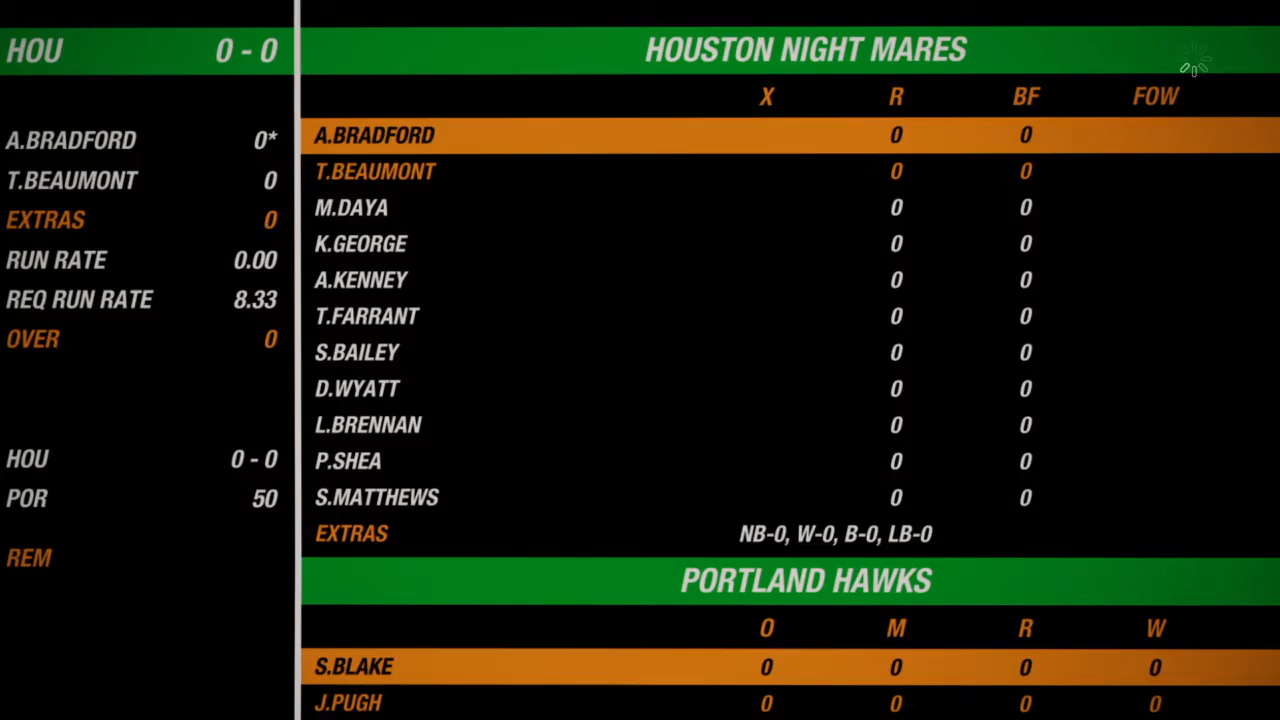 HOU 0 - 0
A.BRADFORD 0*
T.BEAUMONT 0
EXTRAS 0
RUN RATE 0.00
REQ RUN RATE 8.33
OVER 0
HOU 0 - 0
POR 50
REM
HOUSTON NIGHT MARES
X R BF FOW
A.BRADFORD 0 0
T.BEAUMONT 0 0
M.DAYA 0 0
K.GEORGE 0 0
A.KENNEY 0 0
T.FARRANT 0 0
S.BAILEY 0 0
D.WYATT 0 0
L.BRENNAN 0 0
P.SHEA 0 0
S.MATTHEWS 0 0
EXTRAS NB-0, W-0, B-0, LB-0
PORTLAND HAWKS
O M R W
S.BLAKE 0 0 0 0
J.PUGH 0 0 0 0